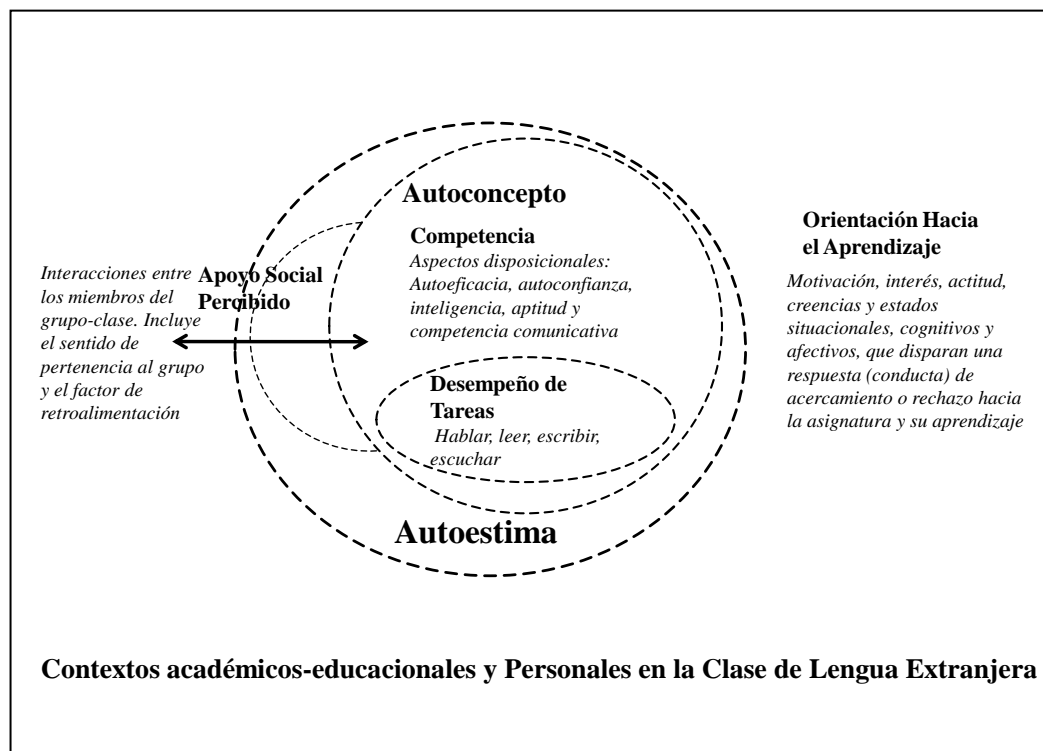 Autoconcepto
Competencia
Aspectos disposicionales:
Autoeficacia, autoconfianza,
inteligencia, aptitud y
competencia comunicativa
Orientación Hacia
el Aprendizaje
Motivación, interés, actitud,
creencias y estados
situacionales, cognitivos y
afectivos, que disparan una
respuesta (conducta) de
acercamiento o rechazo hacia
la asignatura y su aprendizaje
Interacciones entre
los miembros del
grupo-clase. Incluye
el sentido de
pertenencia al grupo
y el factor de
retroalimentación
Apoyo Social
Percibido
Desempeño de
Tareas
Hablar, leer, escribir,
escuchar
Autoestima
Contextos académicos-educacionales y Personales en la Clase de Lengua Extranjera